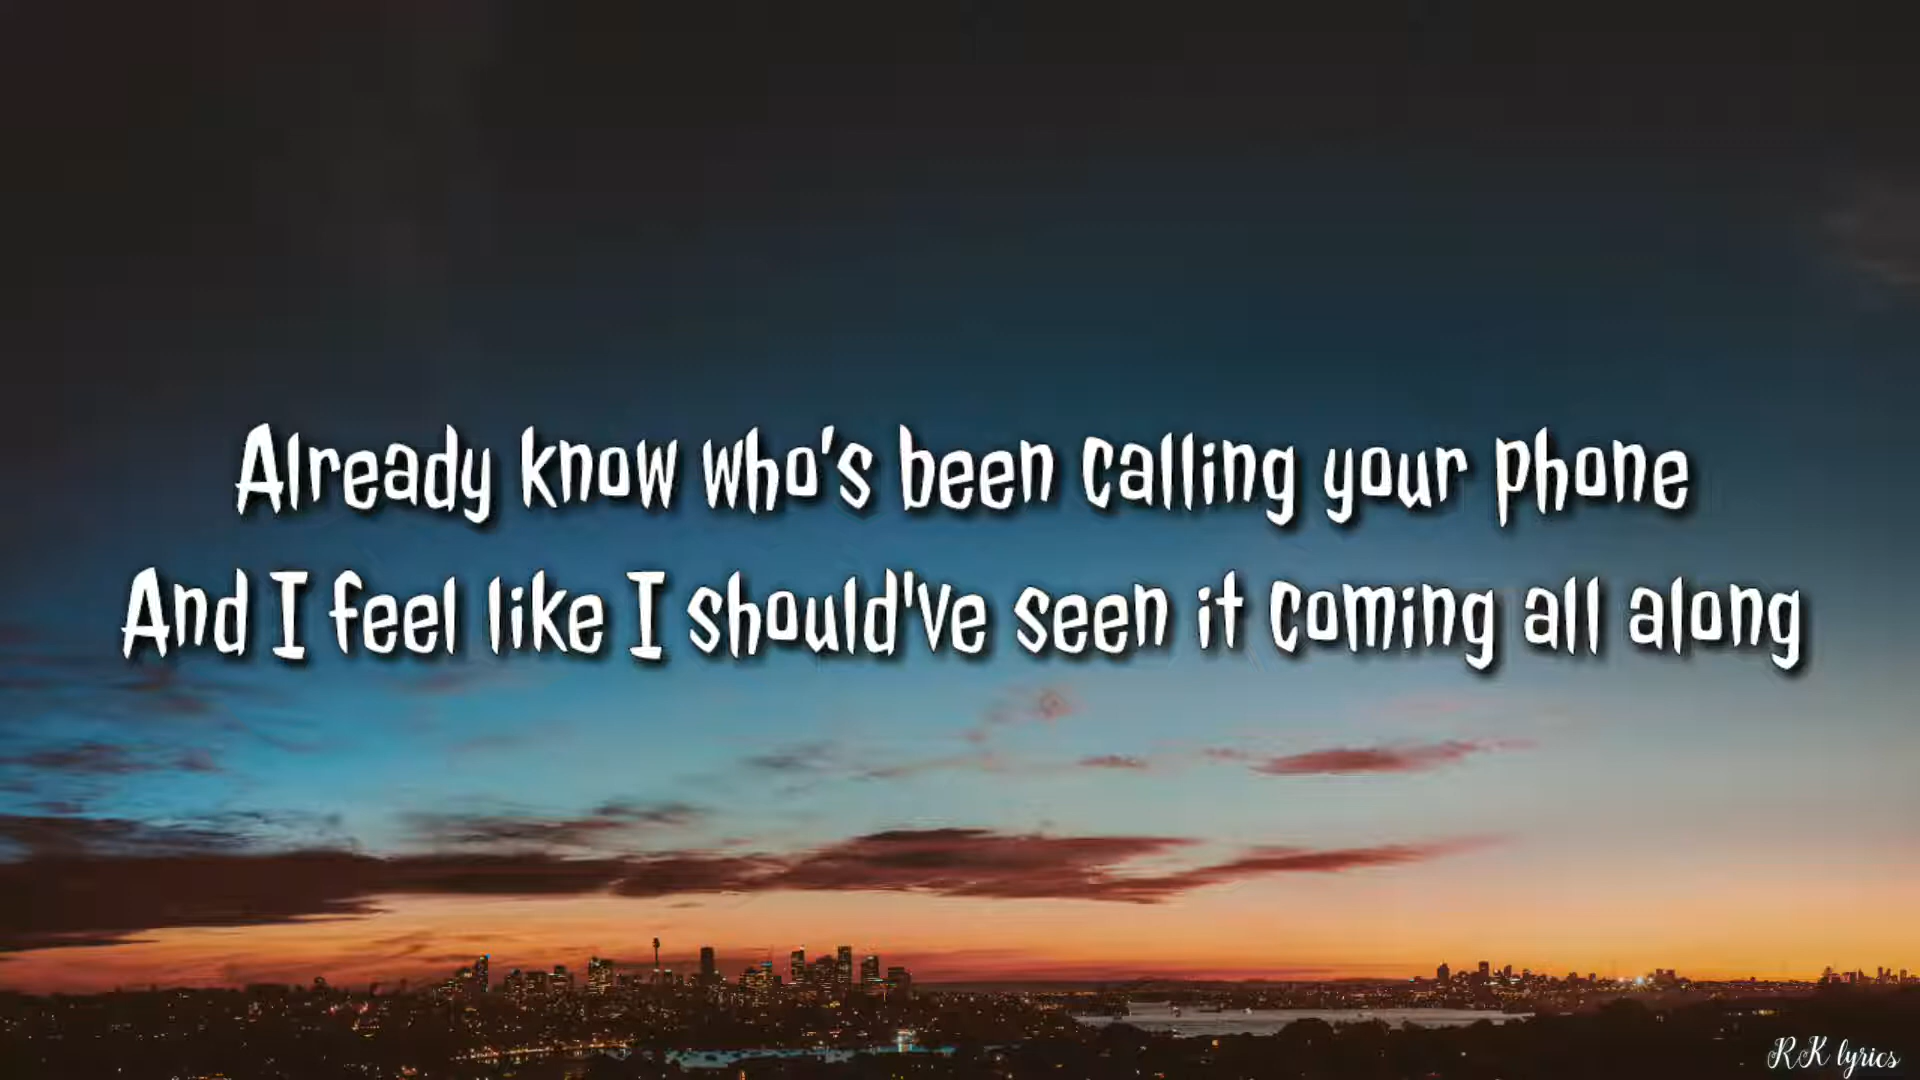 Already know who's been calling your phone
And I feel like I should've seen it coming all along
RK lyrics